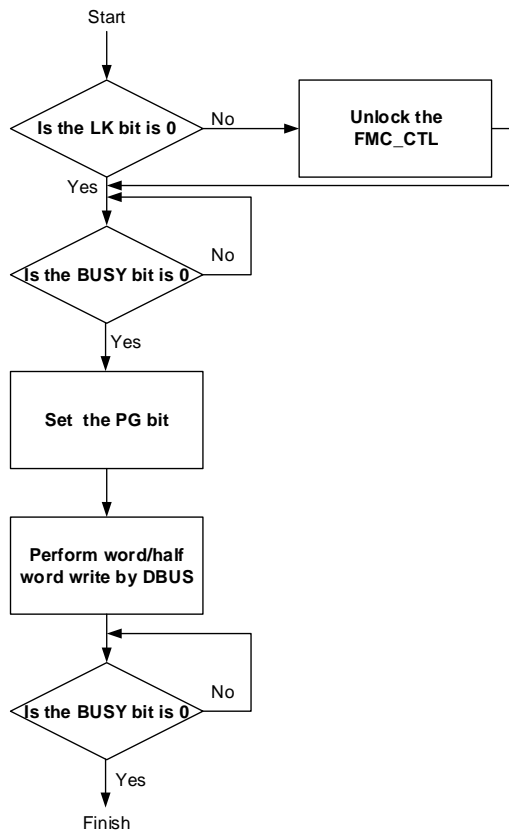 Start
Is the LK bit is 0
No
Unlock the
FMC_CTL
Yes
Is the BUSY bit is 0
No
Yes
Set the PG bit
Perform word/half
word write by DBUS
Is the BUSY bit is 0
No
Yes
Finish